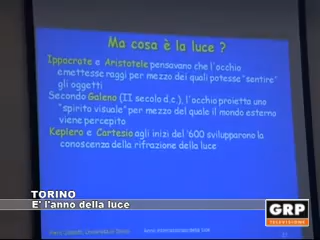 Ma cosa è la luce ?
Ippocrate e Aristotele pensavano che l'occhio
emettesse raggi per mezzo dei quali potesse "sentire"
gli oggetti
Secondo Galeno (II secolo d.c.), l'occhio proietta uno
"spirito visuale" per mezzo del quale il mondo esterno
viene percepito
Keplero e Cartesio agli inizi del '600 svilupparono la
conoscenza della rifrazione della luce
TORINO
E' l'anno della luce
GRP
TELEVISIONE